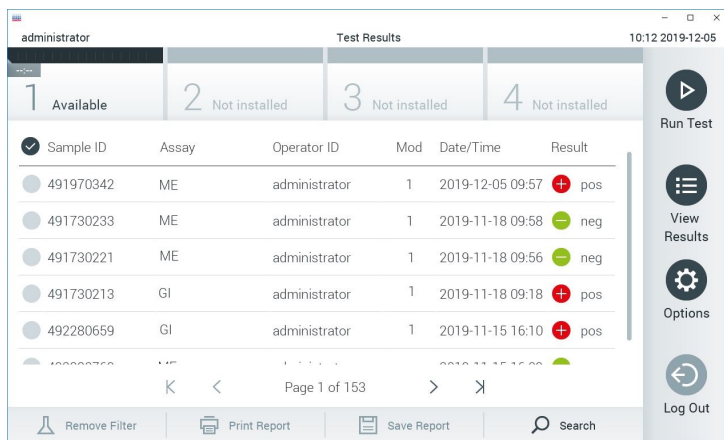 administrator Test Results 10:12 2019-12-05
--:--
1 Available 2 Not installed 3 Not installed 4 Not installed
Run Test
Sample ID Assay Operator ID Mod Date/Time Result
491970342 ME administrator 1 2019-12-05 09:57 pos
491730233 ME administrator 1 2019-11-18 09:58 neg
View Results
491730221 ME administrator 1 2019-11-18 09:56 neg
491730213 GI administrator 1 2019-11-18 09:18 pos
Options
492280659 GI administrator 1 2019-11-15 16:10 pos
Page 1 of 153
Log Out
Remove Filter Print Report Save Report Search